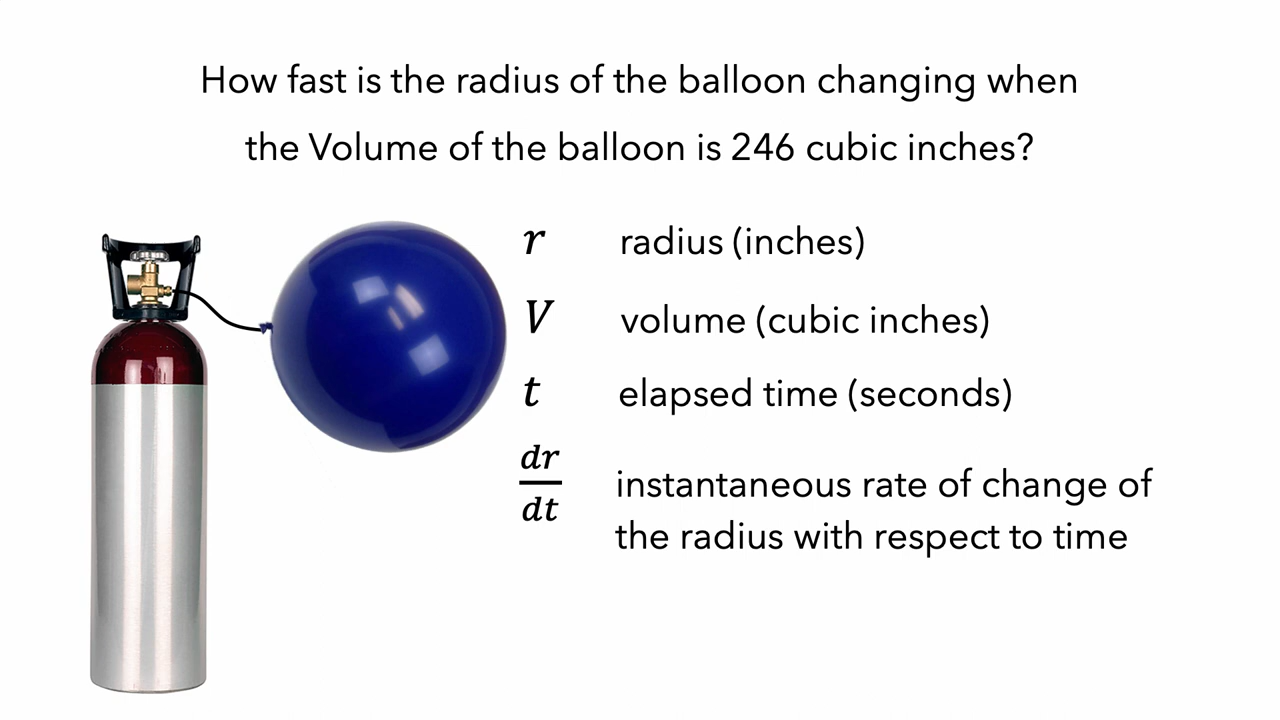 How fast is the radius of the balloon changing when
the Volume of the balloon is 246 cubic inches?
r radius (inches)
V volume (cubic inches)
t elapsed time (seconds)
dr
dt
instantaneous rate of change of
the radius with respect to time